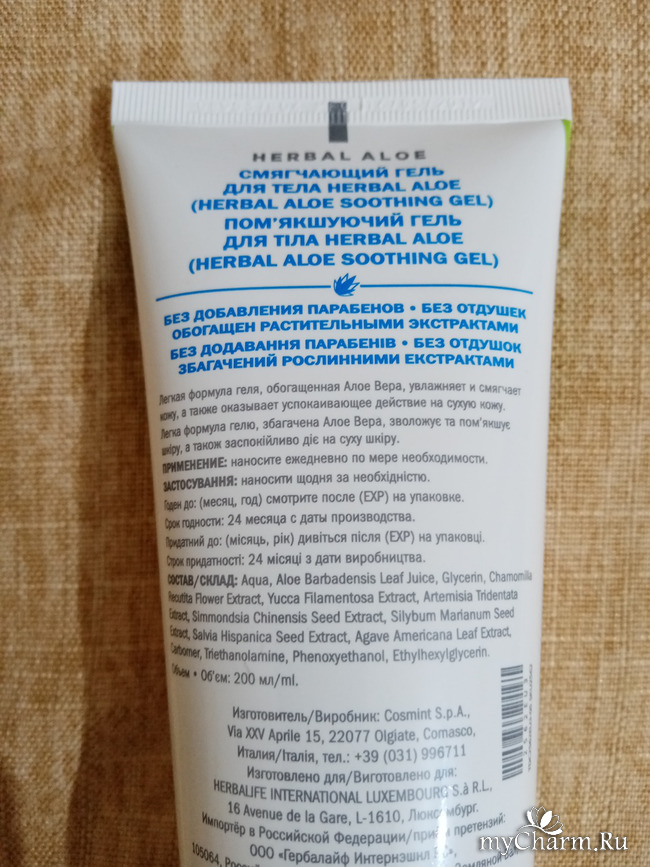 HERBAL ALOE
СМЯГЧАЮЩИЙ ГЕЛЬ
ДЛЯ ТЕЛА HERBAL ALOE
(HERBAL ALOE SOOTHING GEL)
ПОМ'ЯКШУЮЧИЙ ГЕЛЬ
ДЛЯ ТІЛА HERBAL ALOE
(HERBAL ALOE SOOTHING GEL)
БЕЗ ДОБАВЛЕНИЯ ПАРАБЕНОВ • БЕЗ ОТДУШЕК
ОБОГАЩЕН РАСТИТЕЛЬНЫМИ ЭКСТРАКТАМИ
БЕЗ ДОДАВАННЯ ПАРАБЕНІВ • БЕЗ ОТДУШОК
ЗБАГАЧЕНИЙ РОСЛИННИМИ ЕКСТРАКТАМИ
Легкая формула геля, обогащенная Алое Вера, увлажняет и смягчает
кожу, а также оказывает успокаивающее действие на сухую кожу.
Легка формула гелю, збагачена Алое Вера, зволожує та пом'якшує
шкіру, а також заспокійливо діє на суху шкіру.
ПРИМЕНЕНИЕ: наносите ежедневно по мере необходимости.
ЗАСТОСУВАННЯ: наносити щодня за необхідністю.
Годен до: (месяц, год) смотрите после (EXP) на упаковке.
Срок годности: 24 месяца с даты производства.
Придатний до: (місяць, рік) дивіться після (EXP) на упаковці.
Строк придатності: 24 місяці з дати виробництва.
СОСТАВ/СКЛАД: Aqua, Aloe Barbadensis Leaf Juice, Glycerin, Chamomilla
Recutita Flower Extract, Yucca Filamentosa Extract, Artemisia Tridentata
Extract, Simmondsia Chinensis Seed Extract, Silybum Marianum Seed
Extract, Salvia Hispanica Seed Extract, Agave Americana Leaf Extract,
Carbomer, Triethanolamine, Phenoxyethanol, Ethylhexylglycerin.
Объем • Об'єм: 200 мл/ml.
Изготовитель/Виробник: Cosmint S.p.A.,
Via XXV Aprile 15, 22077 Olgiate, Comasco,
Италия/Італія, тел.: +39 (031) 996711
Изготовлено для/Виготовлено для:
HERBALIFE INTERNATIONAL LUXEMBOURG S.à R.L,
16 Avenue de la Gare, L-1610, Люксембург.
Импортёр в Российской Федерации/приём претензий:
ООО «Гербалайф Интернэшнл
105064,
myCharm.Ru